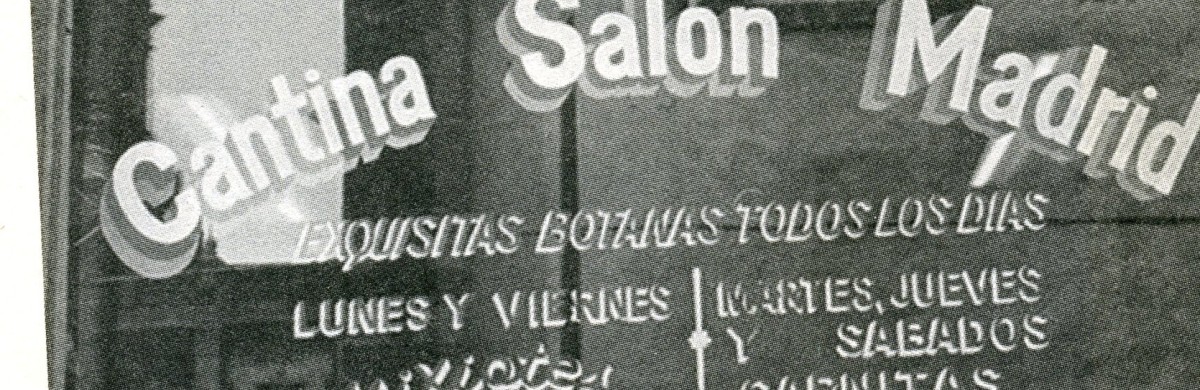 Cantina Salon Madrid
EXQUISITAS BOTANAS TODOS LOS DIAS
LUNES Y VIERNES
MARTES, JUEVES
Y SABADOS